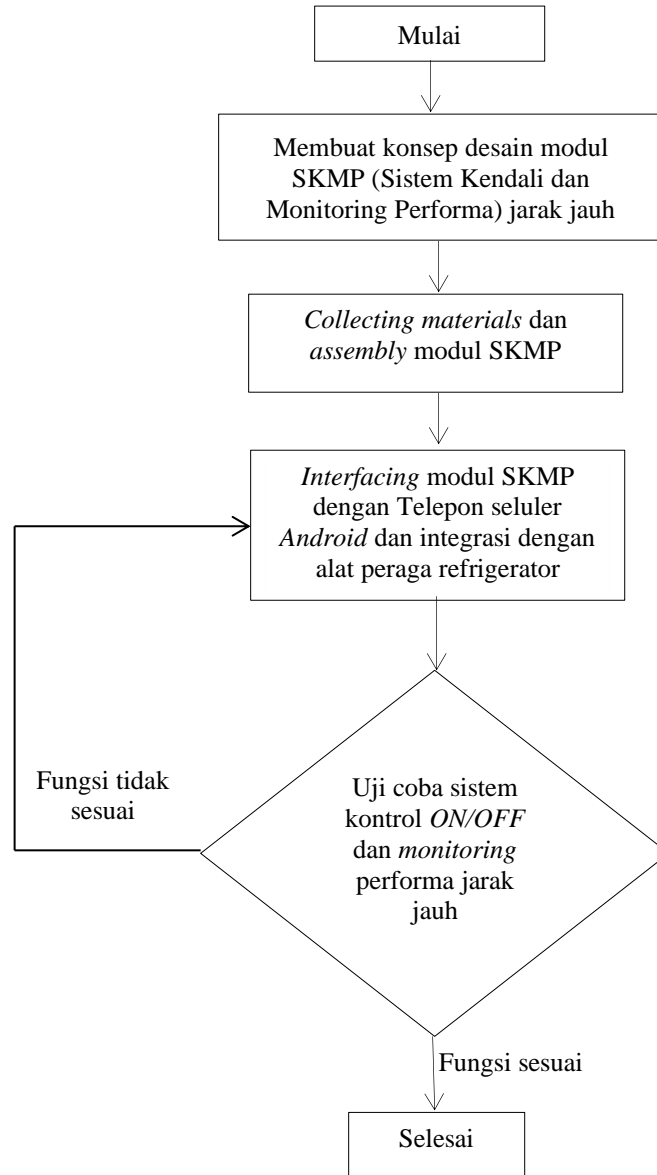 Mulai
Membuat konsep desain modul
SKMP (Sistem Kendali dan
Monitoring Performa) jarak jauh
Collecting materials dan
assembly modul SKMP
Interfacing modul SKMP
dengan Telepon seluler
Android dan integrasi dengan
alat peraga refrigerator
Fungsi tidak
sesuai
Uji coba sistem
kontrol ON/OFF
dan monitoring
performa jarak
jauh
Fungsi sesuai
Selesai